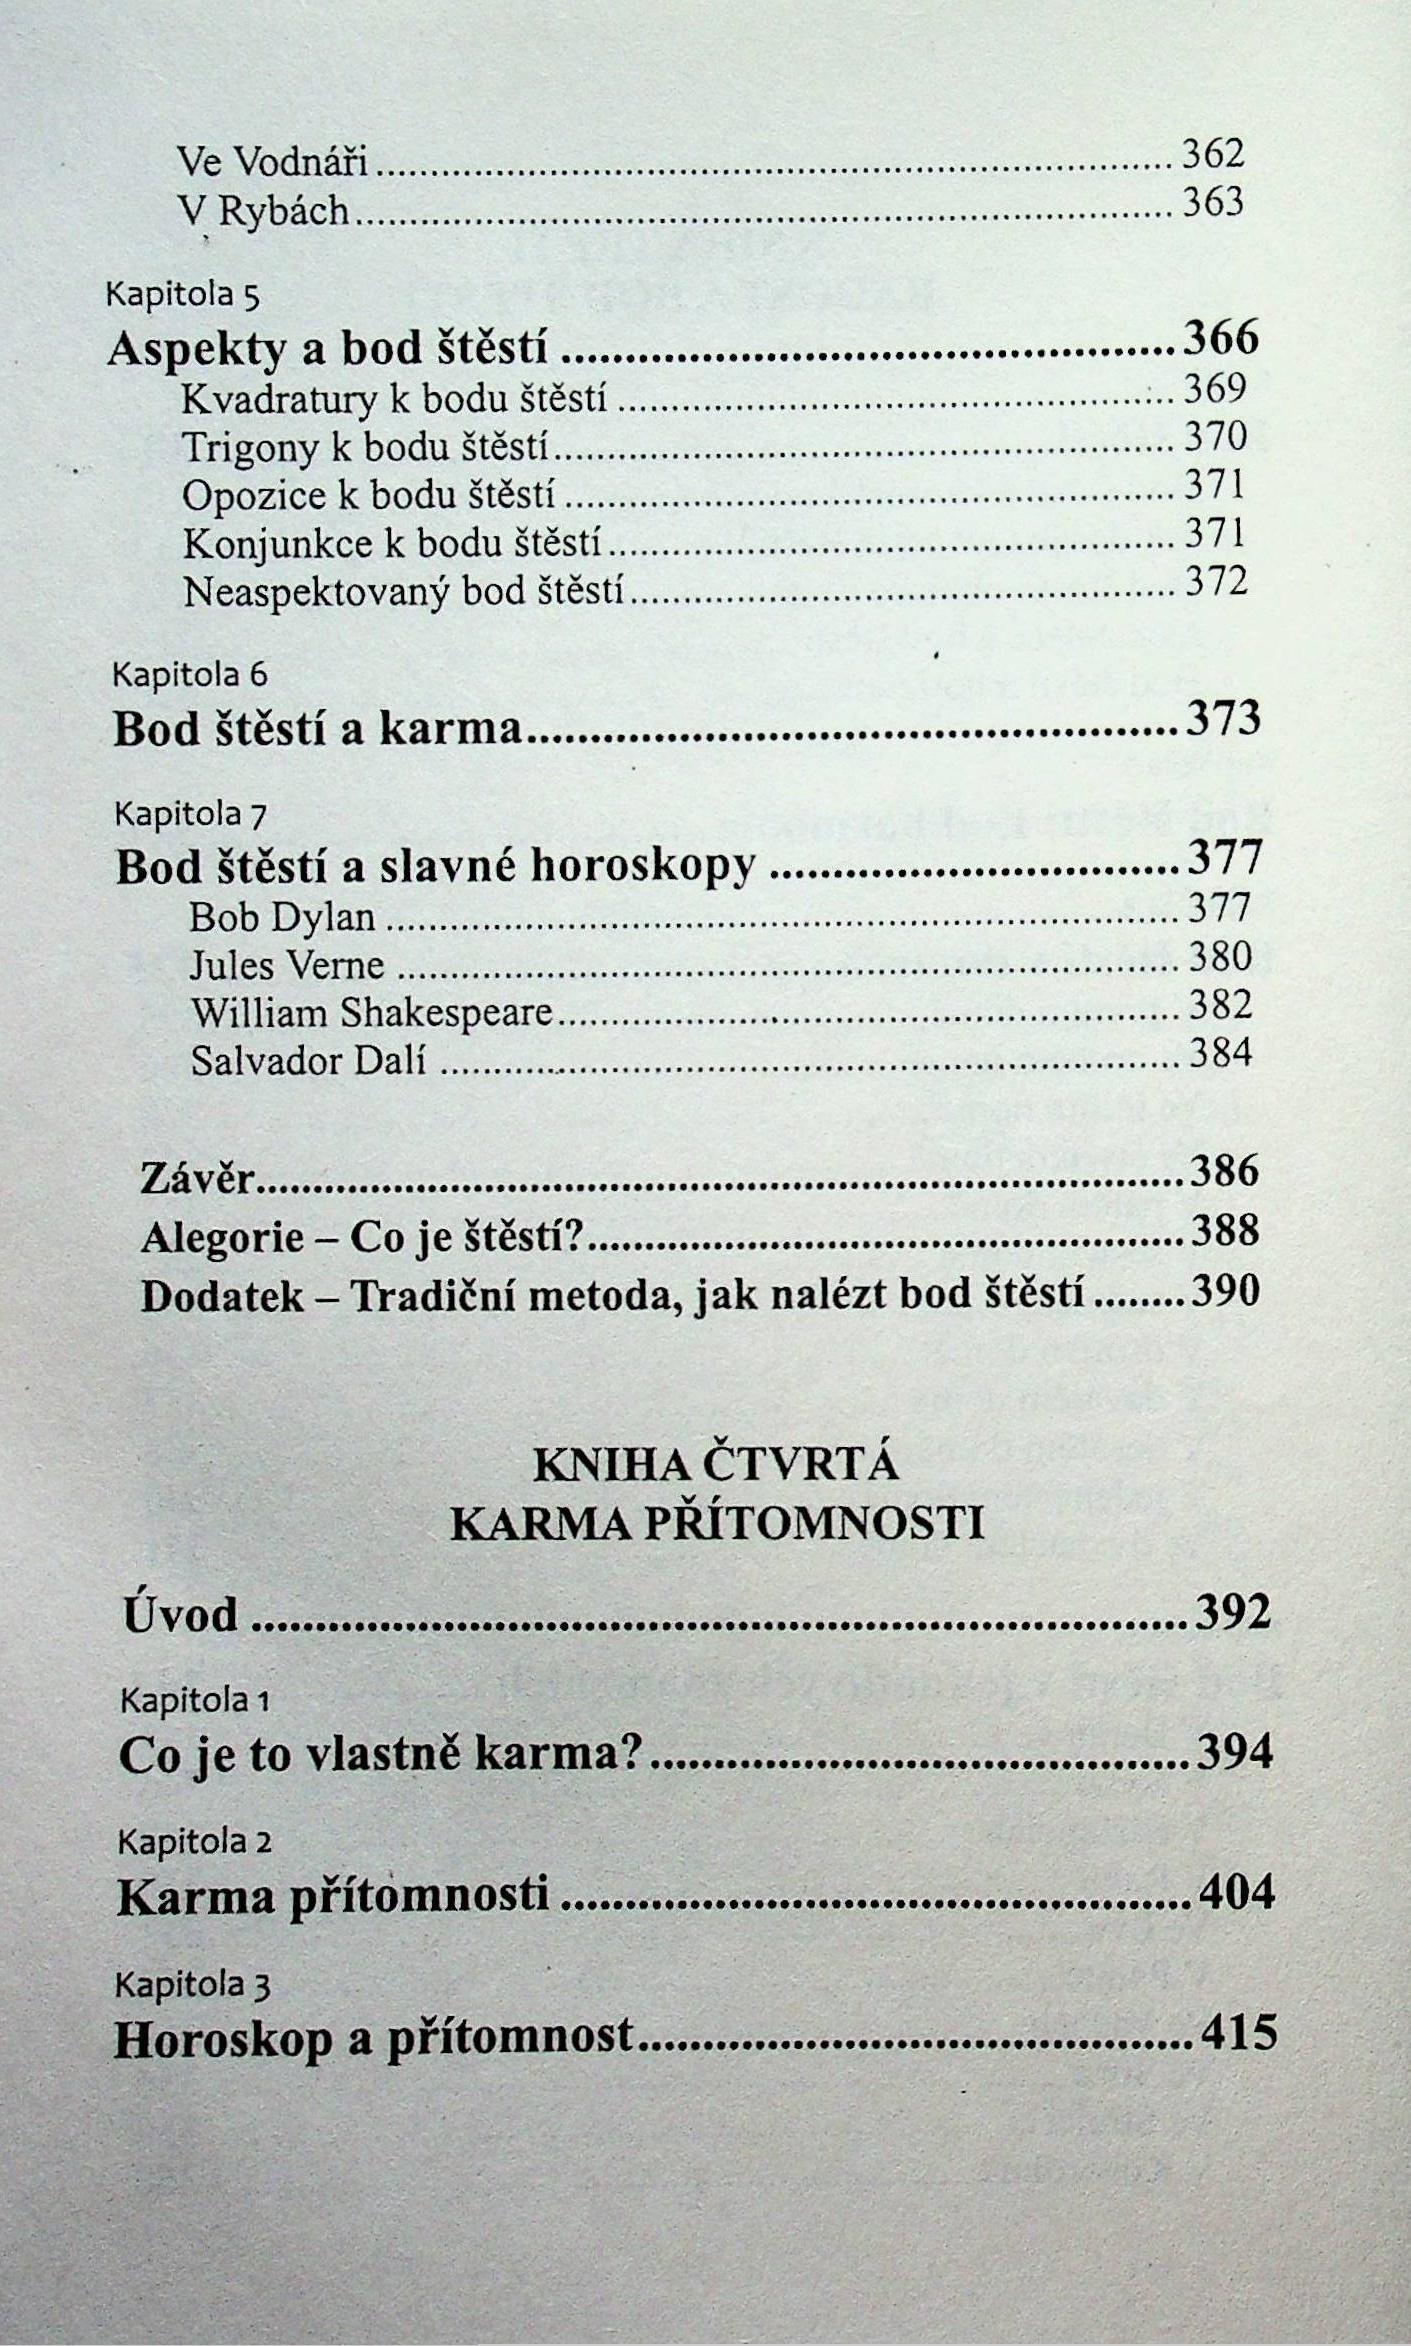 Ve Vodnáři........................................................................362
V Rybách..........................................................................363
Kapitola 5
Aspekty a bod štěstí................................................366
Kvadratury k bodu štěstí..................................................369
Trigony k bodu štěstí........................................................370
Opozice k bodu štěstí.......................................................371
Konjunkce k bodu štěstí...................................................371
Neaspektovaný bod štěstí.................................................372
Kapitola 6
Bod štěstí a karma...................................................373
Kapitola 7
Bod štěstí a slavné horoskopy................................377
Bob Dylan........................................................................377
Jules Verne.......................................................................380
William Shakespeare........................................................382
Salvador Dalí...................................................................384
Závěr................................................................................386
Alegorie – Co je štěstí?....................................................388
Dodatek – Tradiční metoda, jak nalézt bod štěstí........390
KNIHA ČTVRTÁ
KARMA PŘÍTOMNOSTI
Úvod.........................................................................392
Kapitola 1
Co je to vlastně karma?..........................................394
Kapitola 2
Karma přítomnosti.................................................404
Kapitola 3
Horoskop a přítomnost...........................................415